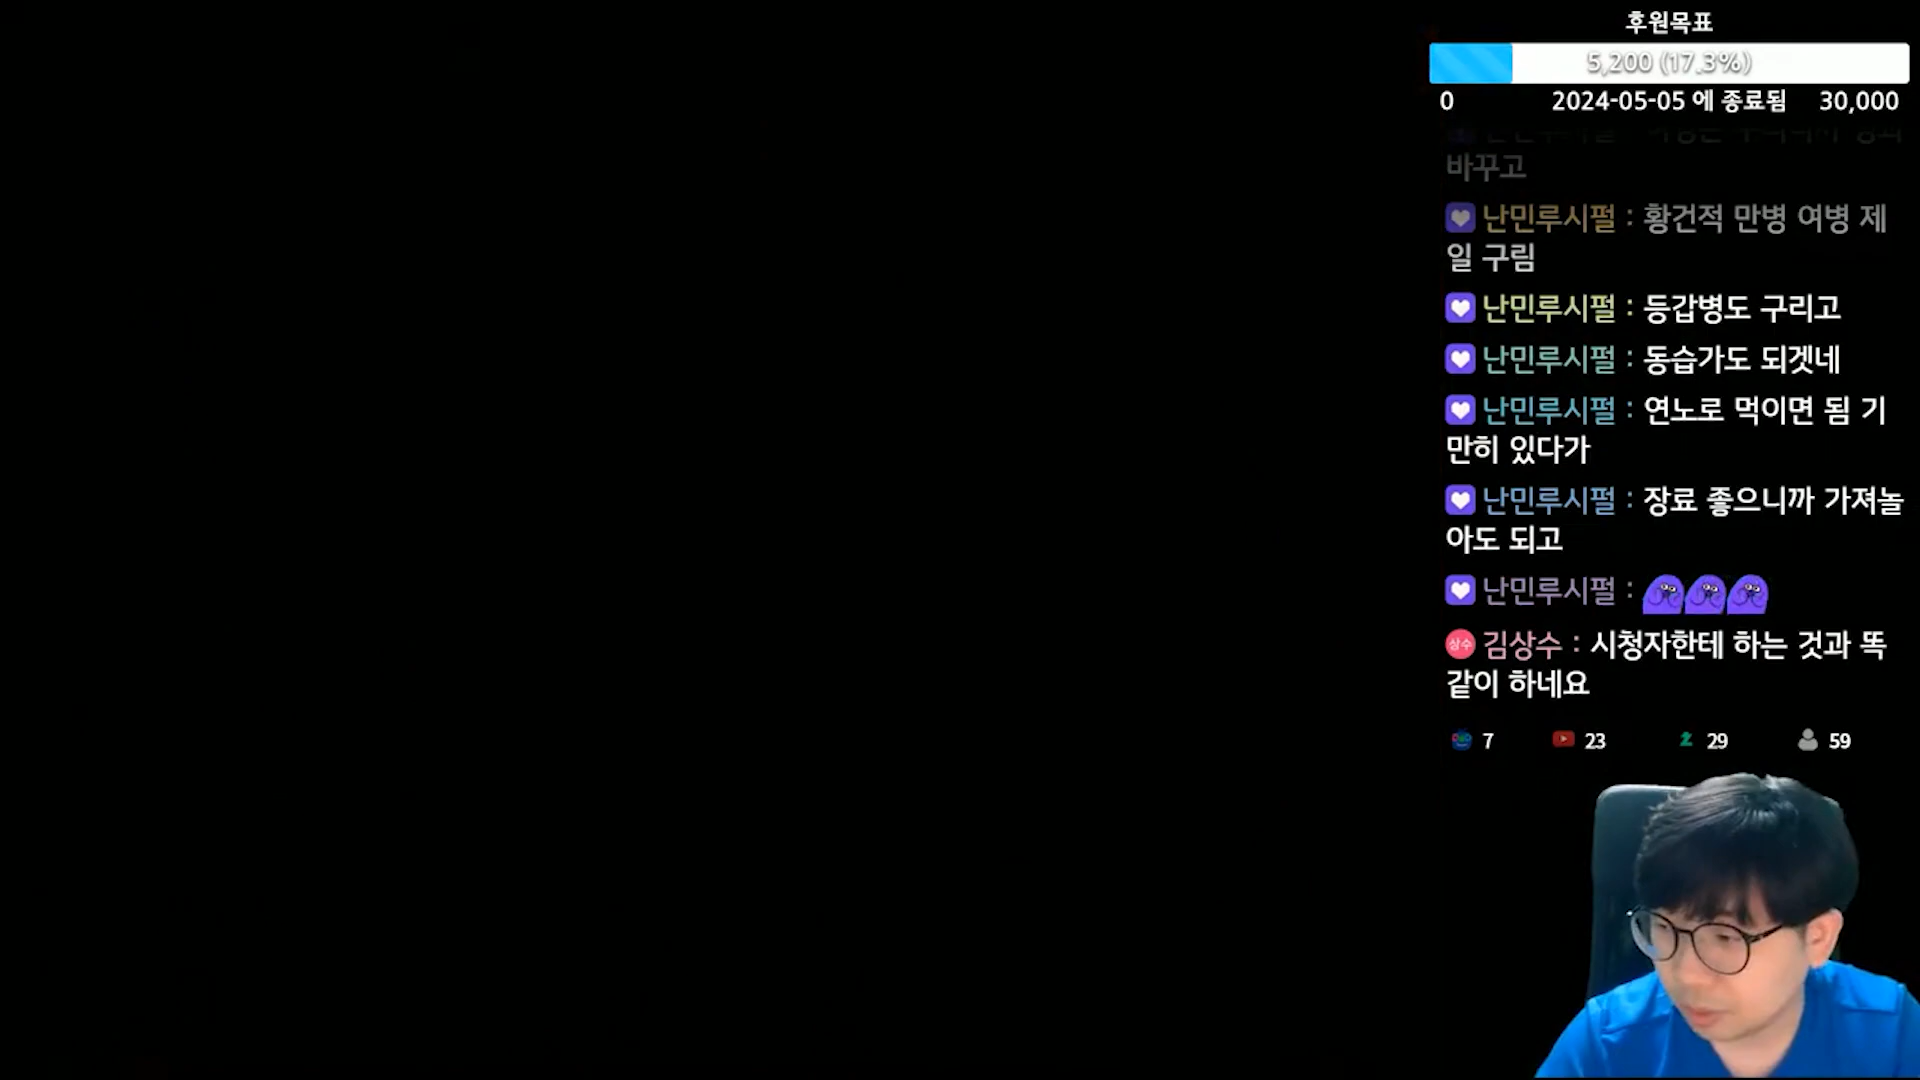 후원목표
5,200 (17.3%)
0 2024-05-05 에 종료됨 30,000
바꾸고
난민루시펄 : 황건적 만병 여병 제
일 구림
난민루시펄 : 등갑병도 구리고
난민루시펄 : 동습가도 되겟네
난민루시펄 : 연노로 먹이면 됨 기
만히 있다가
난민루시펄 : 장료 좋으니까 가져놀
아도 되고
난민루시펄 :
상수 김상수 : 시청자한테 하는 것과 똑
같이 하네요
7 23 29 59